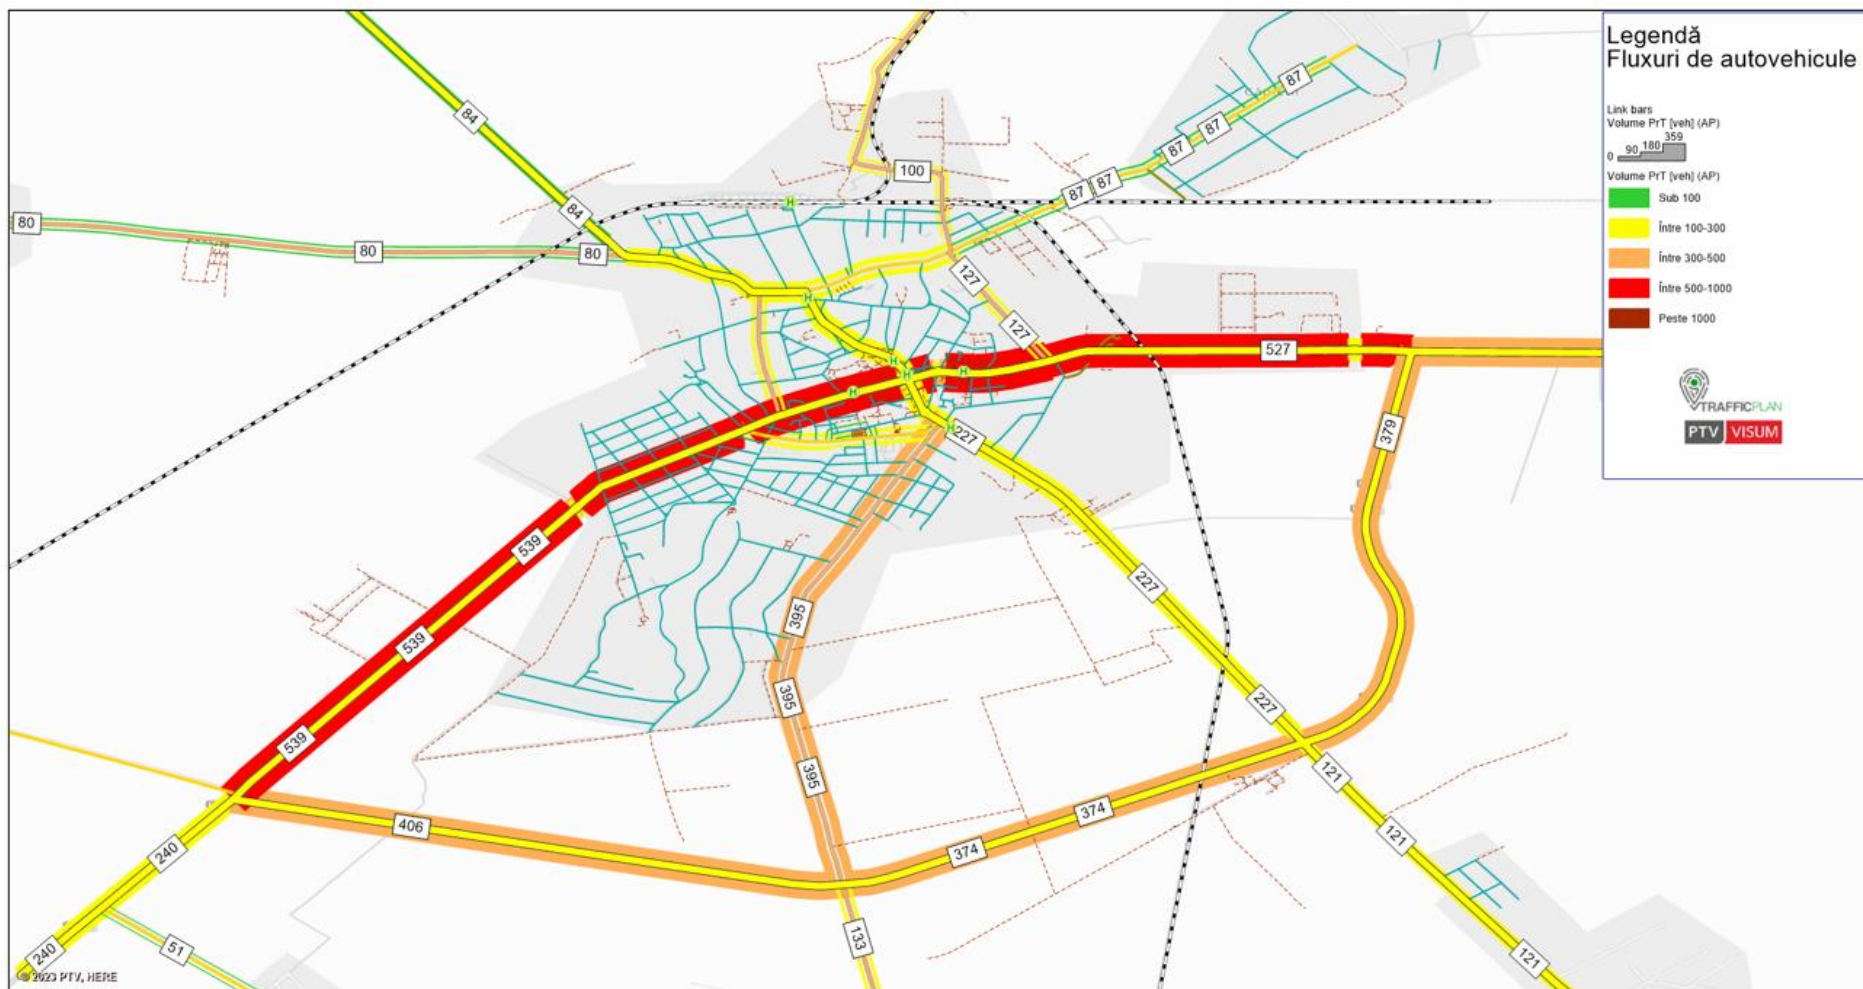 Legendă
Fluxuri de autovehicule
Link bars
Volume PrT [veh] (AP)
0 90 180 359
Volume PrT [veh] (AP)
Sub 100
Între 100-300
Între 300-500
Între 500-1000
Peste 1000
TRAFFICPLAN
PTV VISUM
84
84
80
80
80
100
87
87
87
87
87
127
127
527
H
H
H
H
H
H
H
227
379
539
539
539
395
395
395
227
227
121
121
121
406
374
374
240
240
51
133
© 2023 PTV, HERE